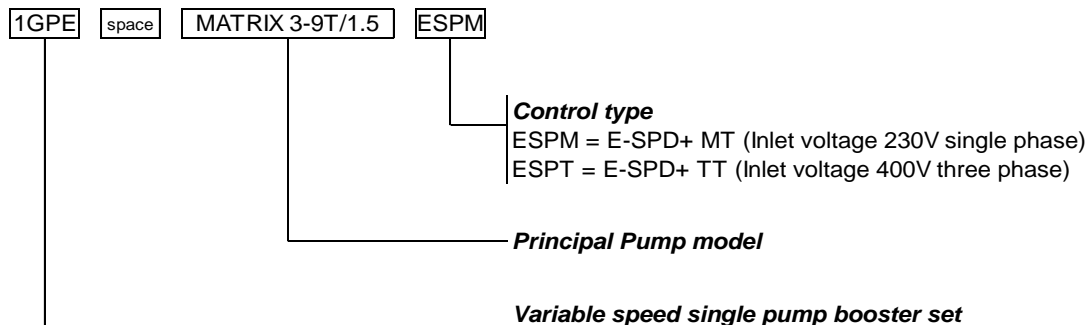 1GPE space MATRIX 3-9T/1.5 ESPM
Control type
ESPM = E-SPD+ MT (Inlet voltage 230V single phase)
ESPT = E-SPD+ TT (Inlet voltage 400V three phase)
Principal Pump model
Variable speed single pump booster set